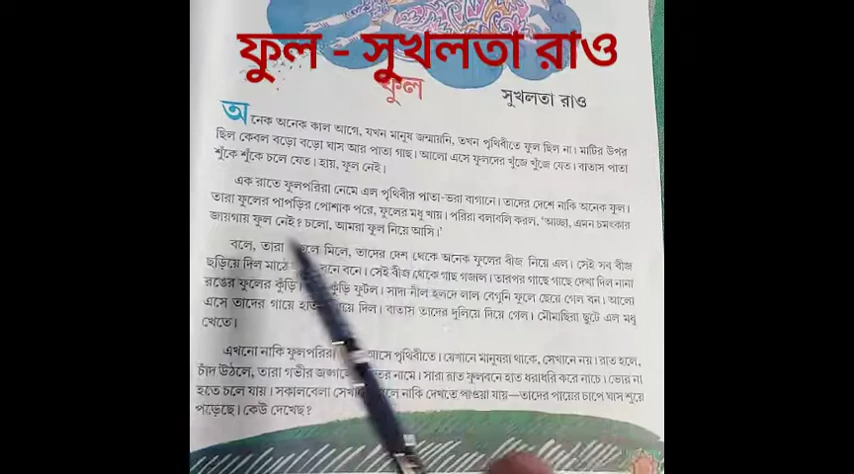 ফুল - সুখলতা রাও
ফুল
সুখলতা রাও
অনেক অনেক কাল আগে, যখন মানুষ জন্মায়নি, তখন পৃথিবীতে ফুল ছিল না। মাটির উপর
ছিল কেবল বড়ো বড়ো ঘাস আর পাতা গাছ। আলো এসে ফুলদের খুঁজে খুঁজে যেত। বাতাস পাতা
শুঁকে শুঁকে চলে যেত। হায়, ফুল নেই।
এক রাতে ফুলপরিরা নেমে এল পৃথিবীর পাতা-ভরা বাগানে। তাদের দেশে নাকি অনেক ফুল।
তারা ফুলের পাপড়ির পোশাক পরে, ফুলের মধু খায়। পরিরা বলাবলি করল, 'আচ্ছা, এমন চমৎকার
জায়গায় ফুল নেই? চলো, আমরা ফুল নিয়ে আসি।'
বলে, তারা মিলে, তাদের দেশ থেকে অনেক ফুলের বীজ নিয়ে এল। সেই সব বীজ
ছড়িয়ে দিল মাঠে বনে বনে। সেই বীজ থেকে গাছ গজাল। তারপর গাছে গাছে দেখা দিল নানা
রঙের ফুলের কুঁড়ি। কুঁড়ি ফুটল। সাদা নীল হলদে লাল বেগুনি ফুলে ছেয়ে গেল বন। আলো
এসে তাদের গায়ে দিল। বাতাস তাদের দুলিয়ে দিয়ে গেল। মৌমাছিরা ছুটে এল মধু
খেতে।
এখনো নাকি ফুলপরিরা আসে পৃথিবীতে। যেখানে মানুষরা থাকে, সেখানে নয়। রাত হলে,
চাঁদ উঠলে, তারা গভীর নামে। সারা রাত ফুলবনে হাত ধরাধরি করে নাচে। ভোর না
হতে চলে যায়। সকালবেলা নাকি দেখতে পাওয়া যায়—তাদের পায়ের চাপে ঘাস শুয়ে
পড়েছে। কেউ দেখেছ?